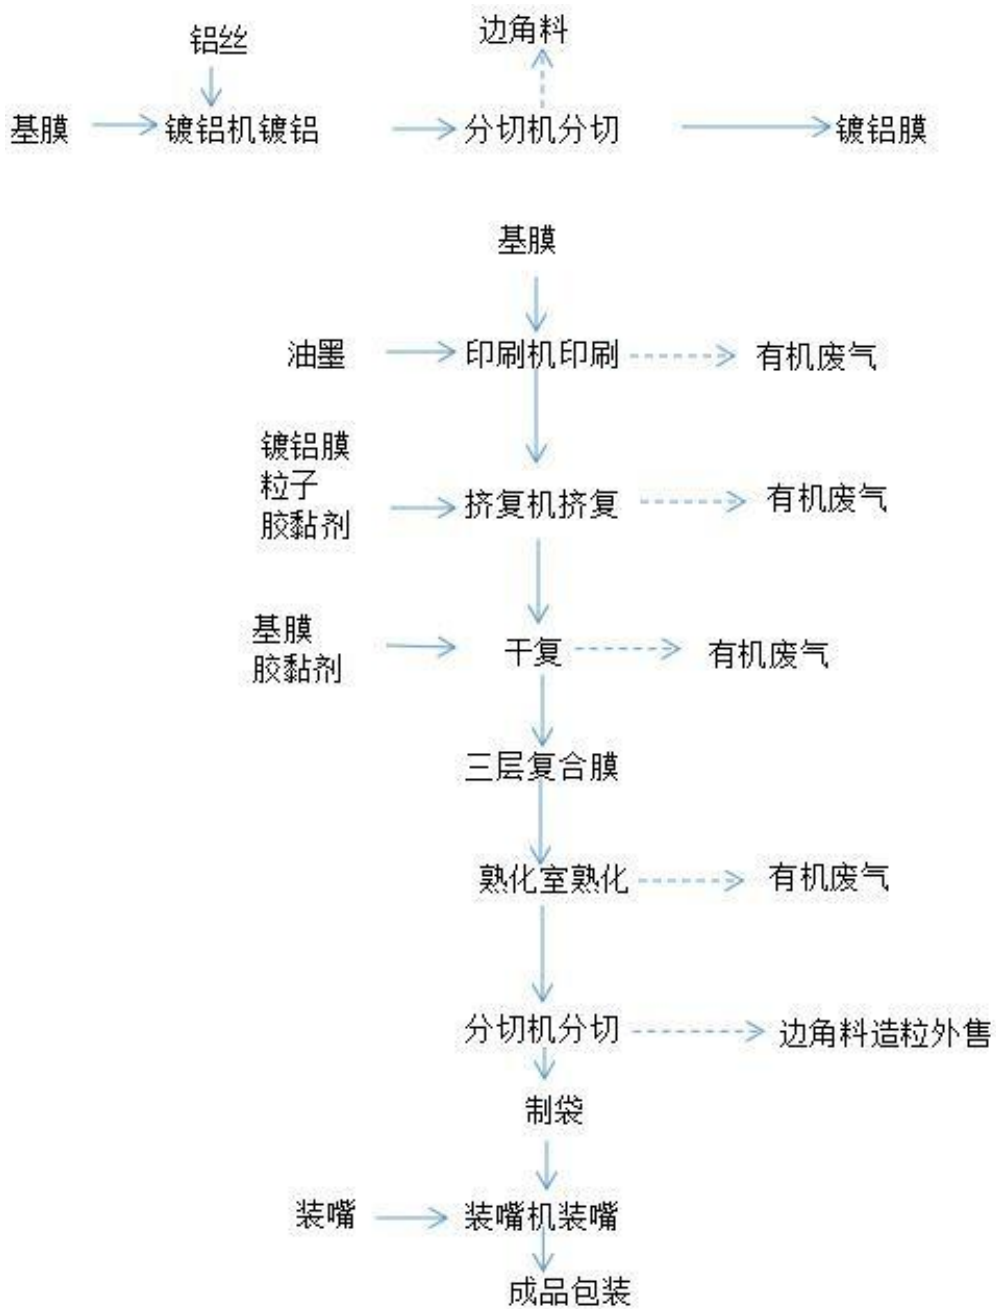 铝丝
边角料
基膜
镀铝机镀铝
分切机分切
镀铝膜
基膜
油墨
印刷机印刷
有机废气
镀铝膜
粒子
胶黏剂
挤复机挤复
有机废气
基膜
胶黏剂
干复
有机废气
三层复合膜
熟化室熟化
有机废气
分切机分切
边角料造粒外售
制袋
装嘴
装嘴机装嘴
成品包装